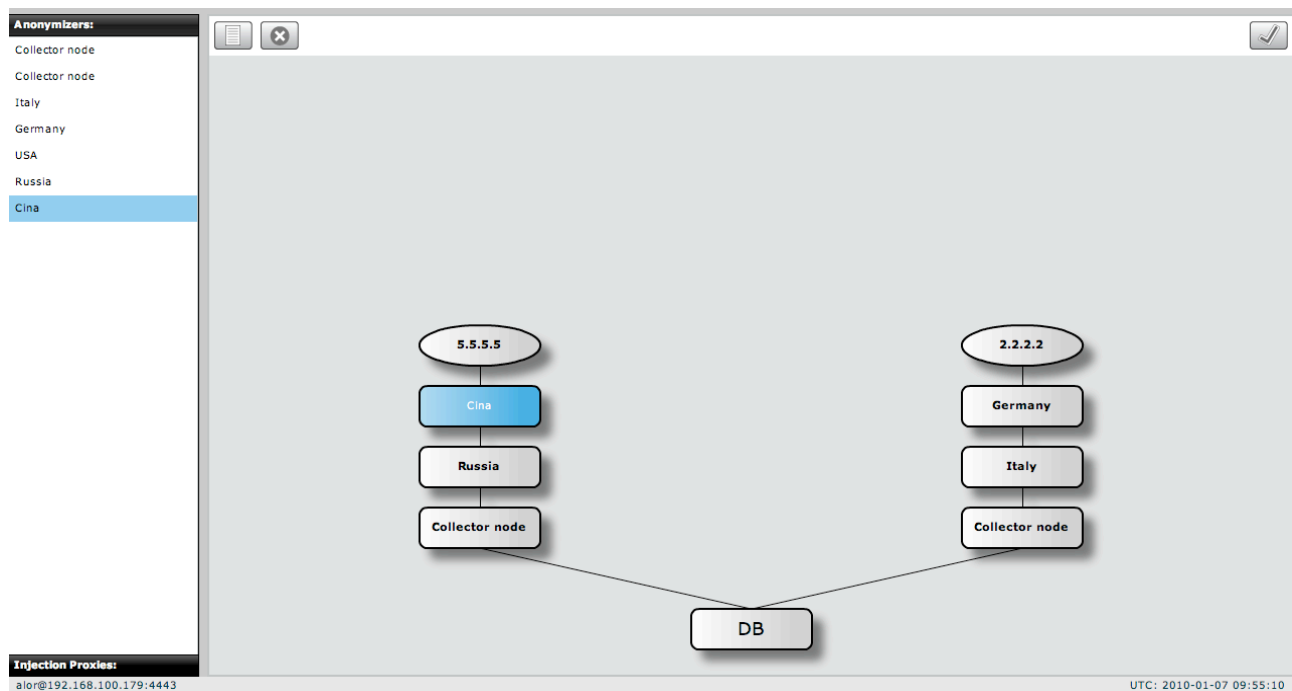 Anonymizers:
Collector node
Collector node
Italy
Germany
USA
Russia
Cina
5.5.5.5
Cina
Russia
Collector node
2.2.2.2
Germany
Italy
Collector node
DB
Injection Proxies:
alor@192.168.100.179:4443
UTC: 2010-01-07 09:55:10